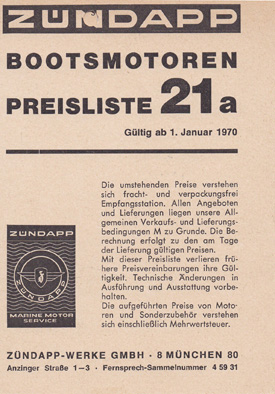 ZÜNDAPP
BOOTSMOTOREN
PREISLISTE 21a
Gültig ab 1. Januar 1970
Die umstehenden Preise verstehen
sich fracht- und verpackungsfrei
Empfangsstation. Allen Angeboten
und Lieferungen liegen unsere All-
gemeinen Verkaufs- und Lieferungs-
bedingungen M zu Grunde. Die Be-
rechnung erfolgt zu den am Tage
der Lieferung gültigen Preisen.
Mit dieser Preisliste verlieren frü-
here Preisvereinbarungen ihre Gül-
tigkeit. Technische Änderungen in
Ausführung und Ausstattung vorbe-
halten.
Die aufgeführten Preise von Moto-
ren und Sonderzubehör verstehen
sich einschließlich Mehrwertsteuer.
ZÜNDAPP
ZÜNDAPP
MARINE MOTOR
SERVICE
ZÜNDAPP-WERKE GMBH · 8 MÜNCHEN 80
Anzinger Straße 1–3 · Fernsprech-Sammelnummer 4 59 31